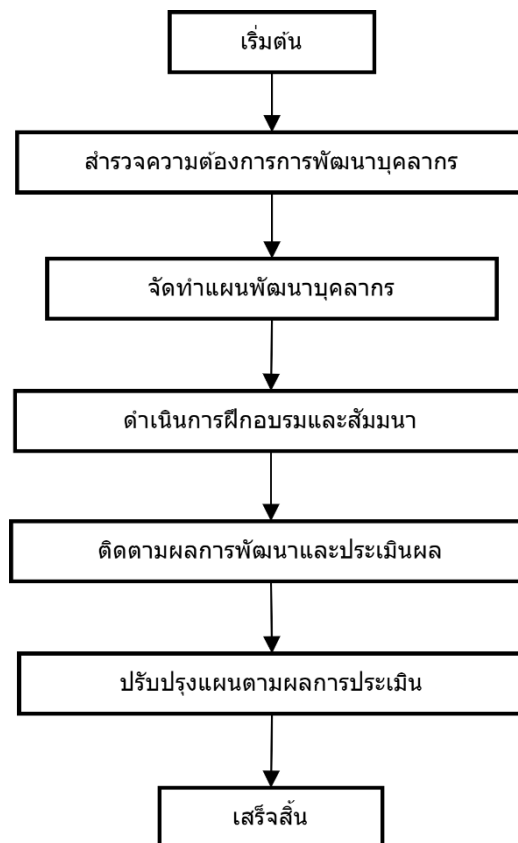 เริ่มต้น
สำรวจความต้องการการพัฒนาบุคลากร
จัดทำแผนพัฒนาบุคลากร
ดำเนินการฝึกอบรมและสัมมนา
ติดตามผลการพัฒนาและประเมินผล
ปรับปรุงแผนตามผลการประเมิน
เสร็จสิ้น